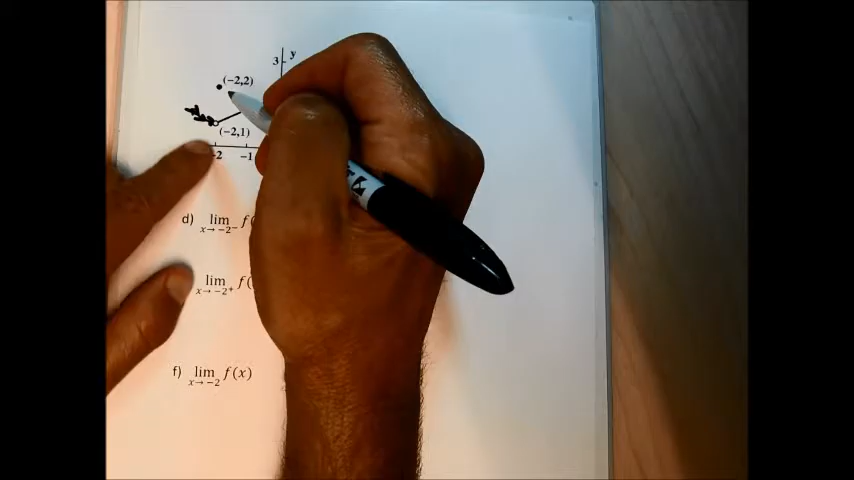 3 y
(−2,2)
(−2,1)
-2 −1
d) lim f(
x→−2−
lim f(
x→−2+
f) lim f(x)
x→−2